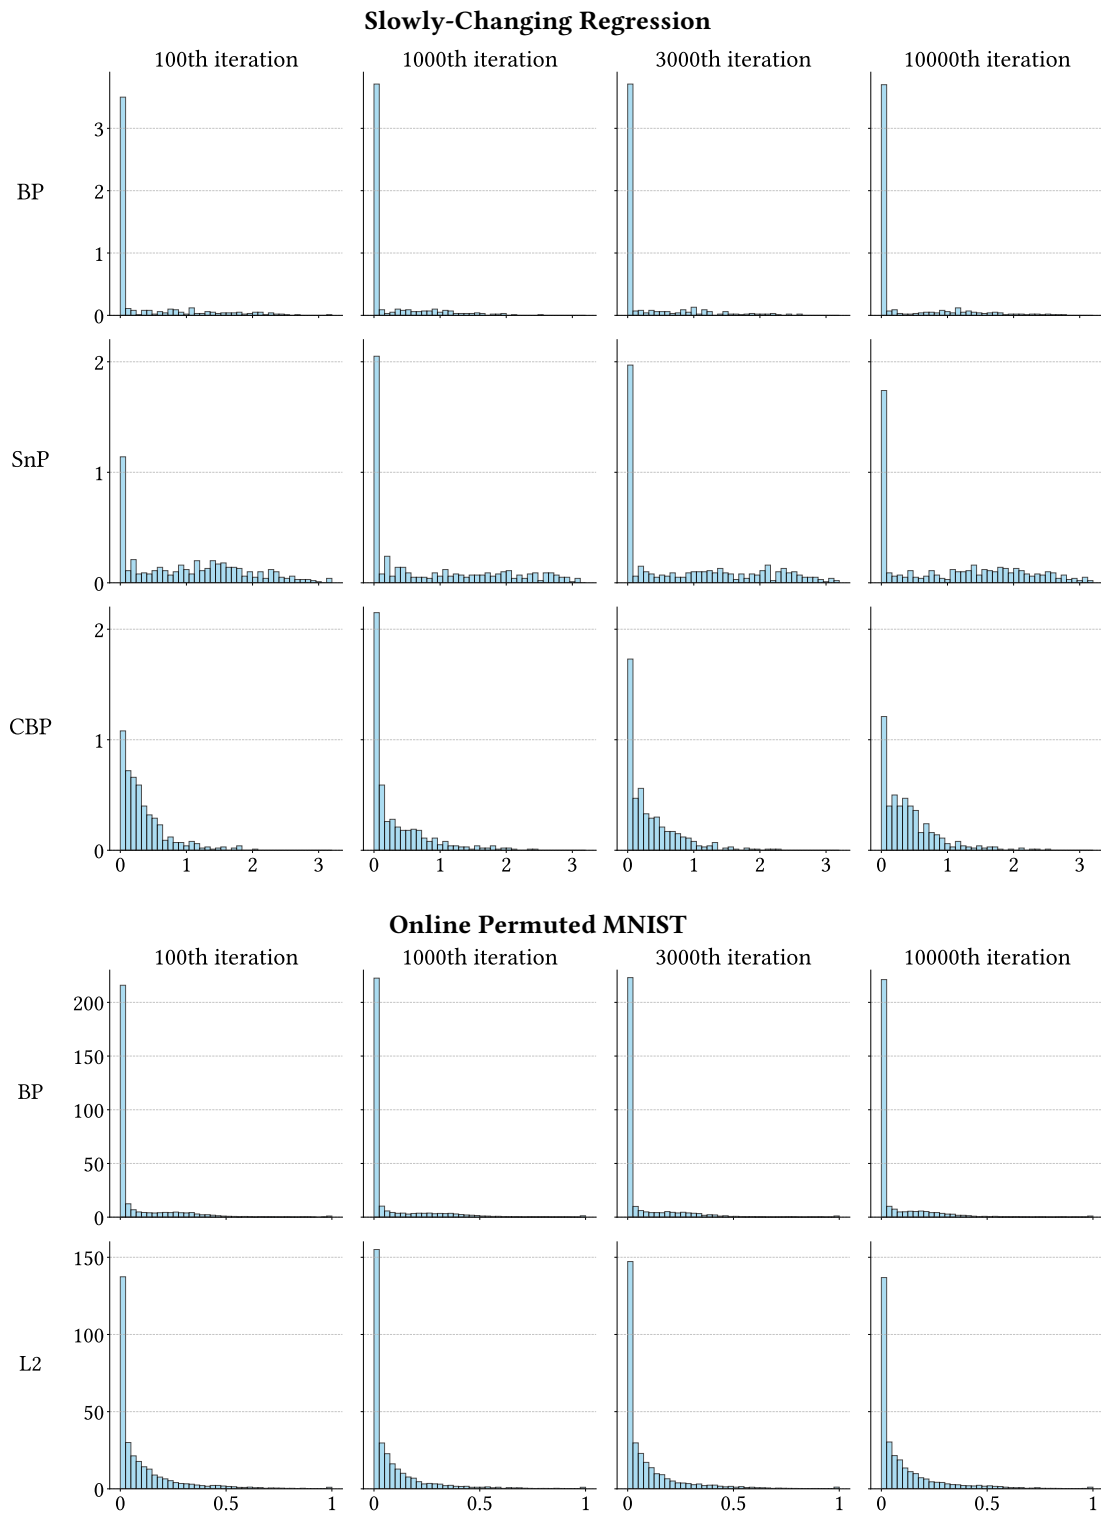 Slowly-Changing Regression
100th iteration 1000th iteration 3000th iteration 10000th iteration
3
2
BP
1
0
2
SnP
1
0
2
CBP
1
0
0 1 2 3 0 1 2 3 0 1 2 3 0 1 2 3
Online Permuted MNIST
100th iteration 1000th iteration 3000th iteration 10000th iteration
200
150
BP
100
50
0
150
100
L2
50
0
0 0.5 1 0 0.5 1 0 0.5 1 0 0.5 1